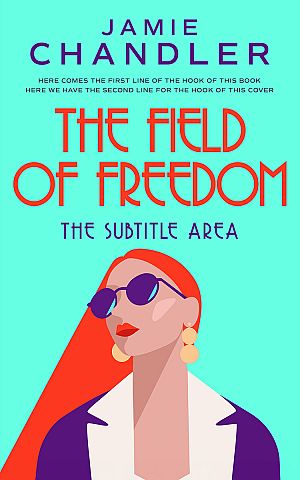 JAMIE
CHANDLER
HERE COMES THE FIRST LINE OF THE HOOK OF THIS BOOK
HERE WE HAVE THE SECOND LINE FOR THE HOOK OF THIS COVER
THE FIELD
OF FREEDOM
THE SUBTITLE AREA